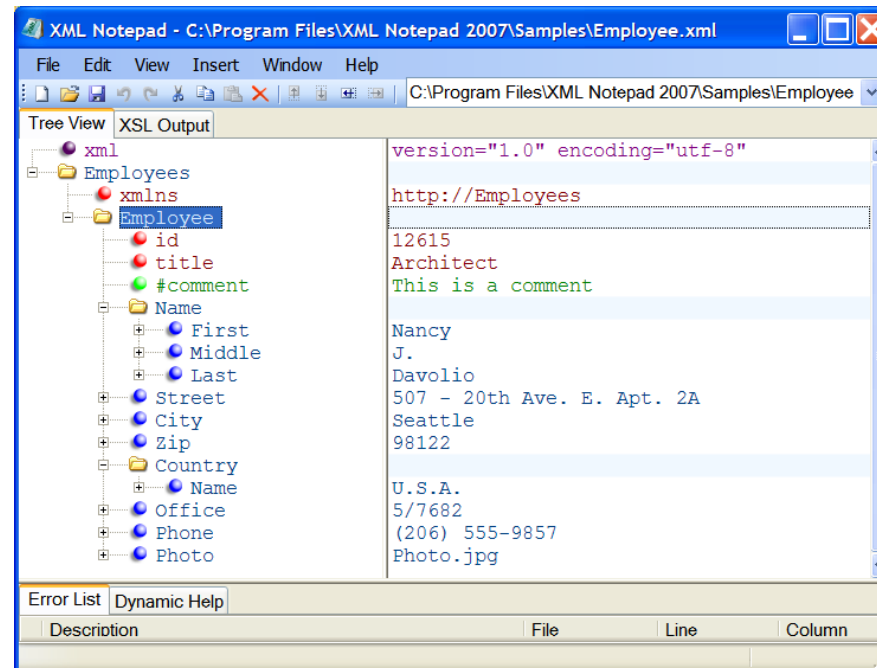 XML Notepad - C:\Program Files\XML Notepad 2007\Samples\Employee.xml
File Edit View Insert Window Help
C:\Program Files\XML Notepad 2007\Samples\Employee
Tree View XSL Output
xml version="1.0" encoding="utf-8"
Employees
xmlns http://Employees
Employee
id 12615
title Architect
#comment This is a comment
Name
First Nancy
Middle J.
Last Davolio
Street 507 - 20th Ave. E. Apt. 2A
City Seattle
Zip 98122
Country
Name U.S.A.
Office 5/7682
Phone (206) 555-9857
Photo Photo.jpg
Error List Dynamic Help
Description File Line Column